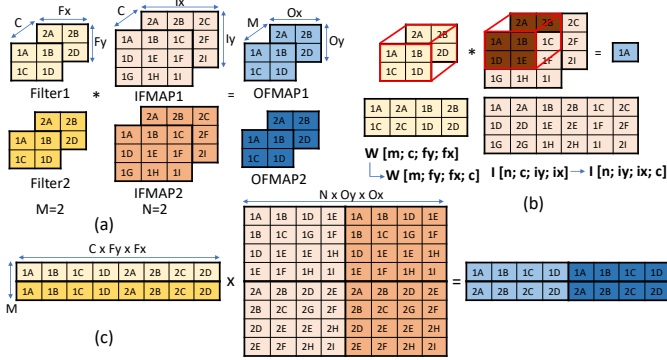 C Fx
2A 2B
1A 1B 2D
1C 1D
Fy
Filter1
*
C Ix
2A 2B 2C
1A 1B 1C 2F
1D 1E 1F 2I
1G 1H 1I
Iy
IFMAP1
=
M Ox
2A 2B
1A 1B 2D
1C 1D
Oy
OFMAP1
2A 2B
1A 1B 2D
1C 1D
Filter2
2A 2B 2C
1A 1B 1C 2F
1D 1E 1F 2I
1G 1H 1I
IFMAP2
2A 2B
1A 1B 2D
1C 1D
OFMAP2
M=2
N=2
(a)
2A 2B
1A 1B 2D
1C 1D
*
2A 2B 2C
1A 1B 1C 2F
1D 1E 1F 2I
1G 1H 1I
=
1A
1A 2A 1B 2B
1C 2C 1D 2D
1A 2A 1B 2B 1C 2C
1D 2D 1E 2E 1F 2F
1G 2G 1H 2H 1I 2I
W [m; c; fy; fx]
W [m; fy; fx; c]
I [n; c; iy; ix]
I [n; iy; ix; c]
(b)
C x Fy x Fx
M
1A 1B 1C 1D 2A 2B 2C 2D
1A 1B 1C 1D 2A 2B 2C 2D
(c)
x
N x Oy x Ox
1A 1B 1D 1E 1A 1B 1D 1E
1B 1C 1G 1F 1B 1C 1G 1F
1D 1E 1G 1H 1D 1E 1G 1H
1E 1F 1H 1I 1E 1F 1H 1I
2A 2B 2D 2E 2A 2B 2D 2E
2B 2C 2G 2F 2B 2C 2G 2F
2D 2E 2G 2H 2D 2E 2G 2H
2E 2F 2H 2I 2E 2F 2H 2I
=
1A 1B 1C 1D 1A 1B 1C 1D
2A 2B 2C 2D 2A 2B 2C 2D